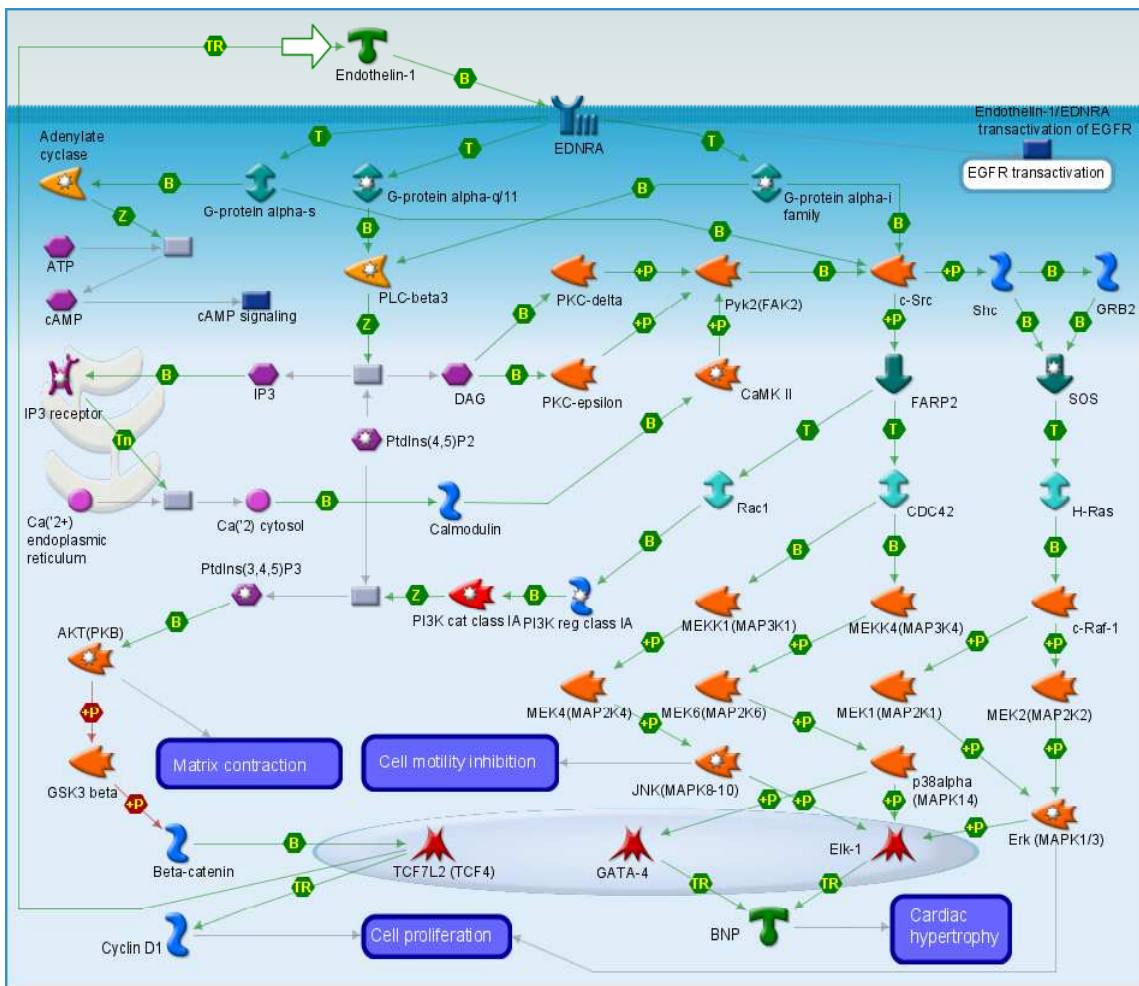 TR
Endothelin-1
B
EDNRA
Endothelin-1/EDNRA
transactivation of EGFR
EGFR transactivation
Adenylate
cyclase
T
T
T
B
G-protein alpha-s
G-protein alpha-q/11
B
G-protein alpha-i
family
Z
B
B
B
ATP
PLC-beta3
PKC-delta
+P
Pyk2(FAK2)
B
c-Src
+P
Shc
B
GRB2
cAMP
cAMP signaling
Z
B
+P
+P
+P
B
B
IP3 receptor
B
IP3
DAG
B
PKC-epsilon
CaMK II
FARP2
SOS
Tn
PtdIns(4,5)P2
B
T
T
T
Ca('2+)
endoplasmic
reticulum
Ca('2) cytosol
B
Calmodulin
Rac1
CDC42
H-Ras
B
B
B
B
PtdIns(3,4,5)P3
B
Z
PI3K cat class IA
B
PI3K reg class IA
MEKK1(MAP3K1)
MEKK4(MAP3K4)
c-Raf-1
AKT(PKB)
+P
+P
+P
+P
MEK4(MAP2K4)
MEK6(MAP2K6)
MEK1(MAP2K1)
MEK2(MAP2K2)
+P
Matrix contraction
Cell motility inhibition
+P
+P
+P
+P
GSK3 beta
JNK(MAPK8-10)
p38alpha
(MAPK14)
+P
+P
+P
+P
+P
Erk (MAPK1/3)
Beta-catenin
B
TCF7L2 (TCF4)
GATA-4
Elk-1
TR
TR
TR
Cyclin D1
Cell proliferation
BNP
Cardiac
hypertrophy